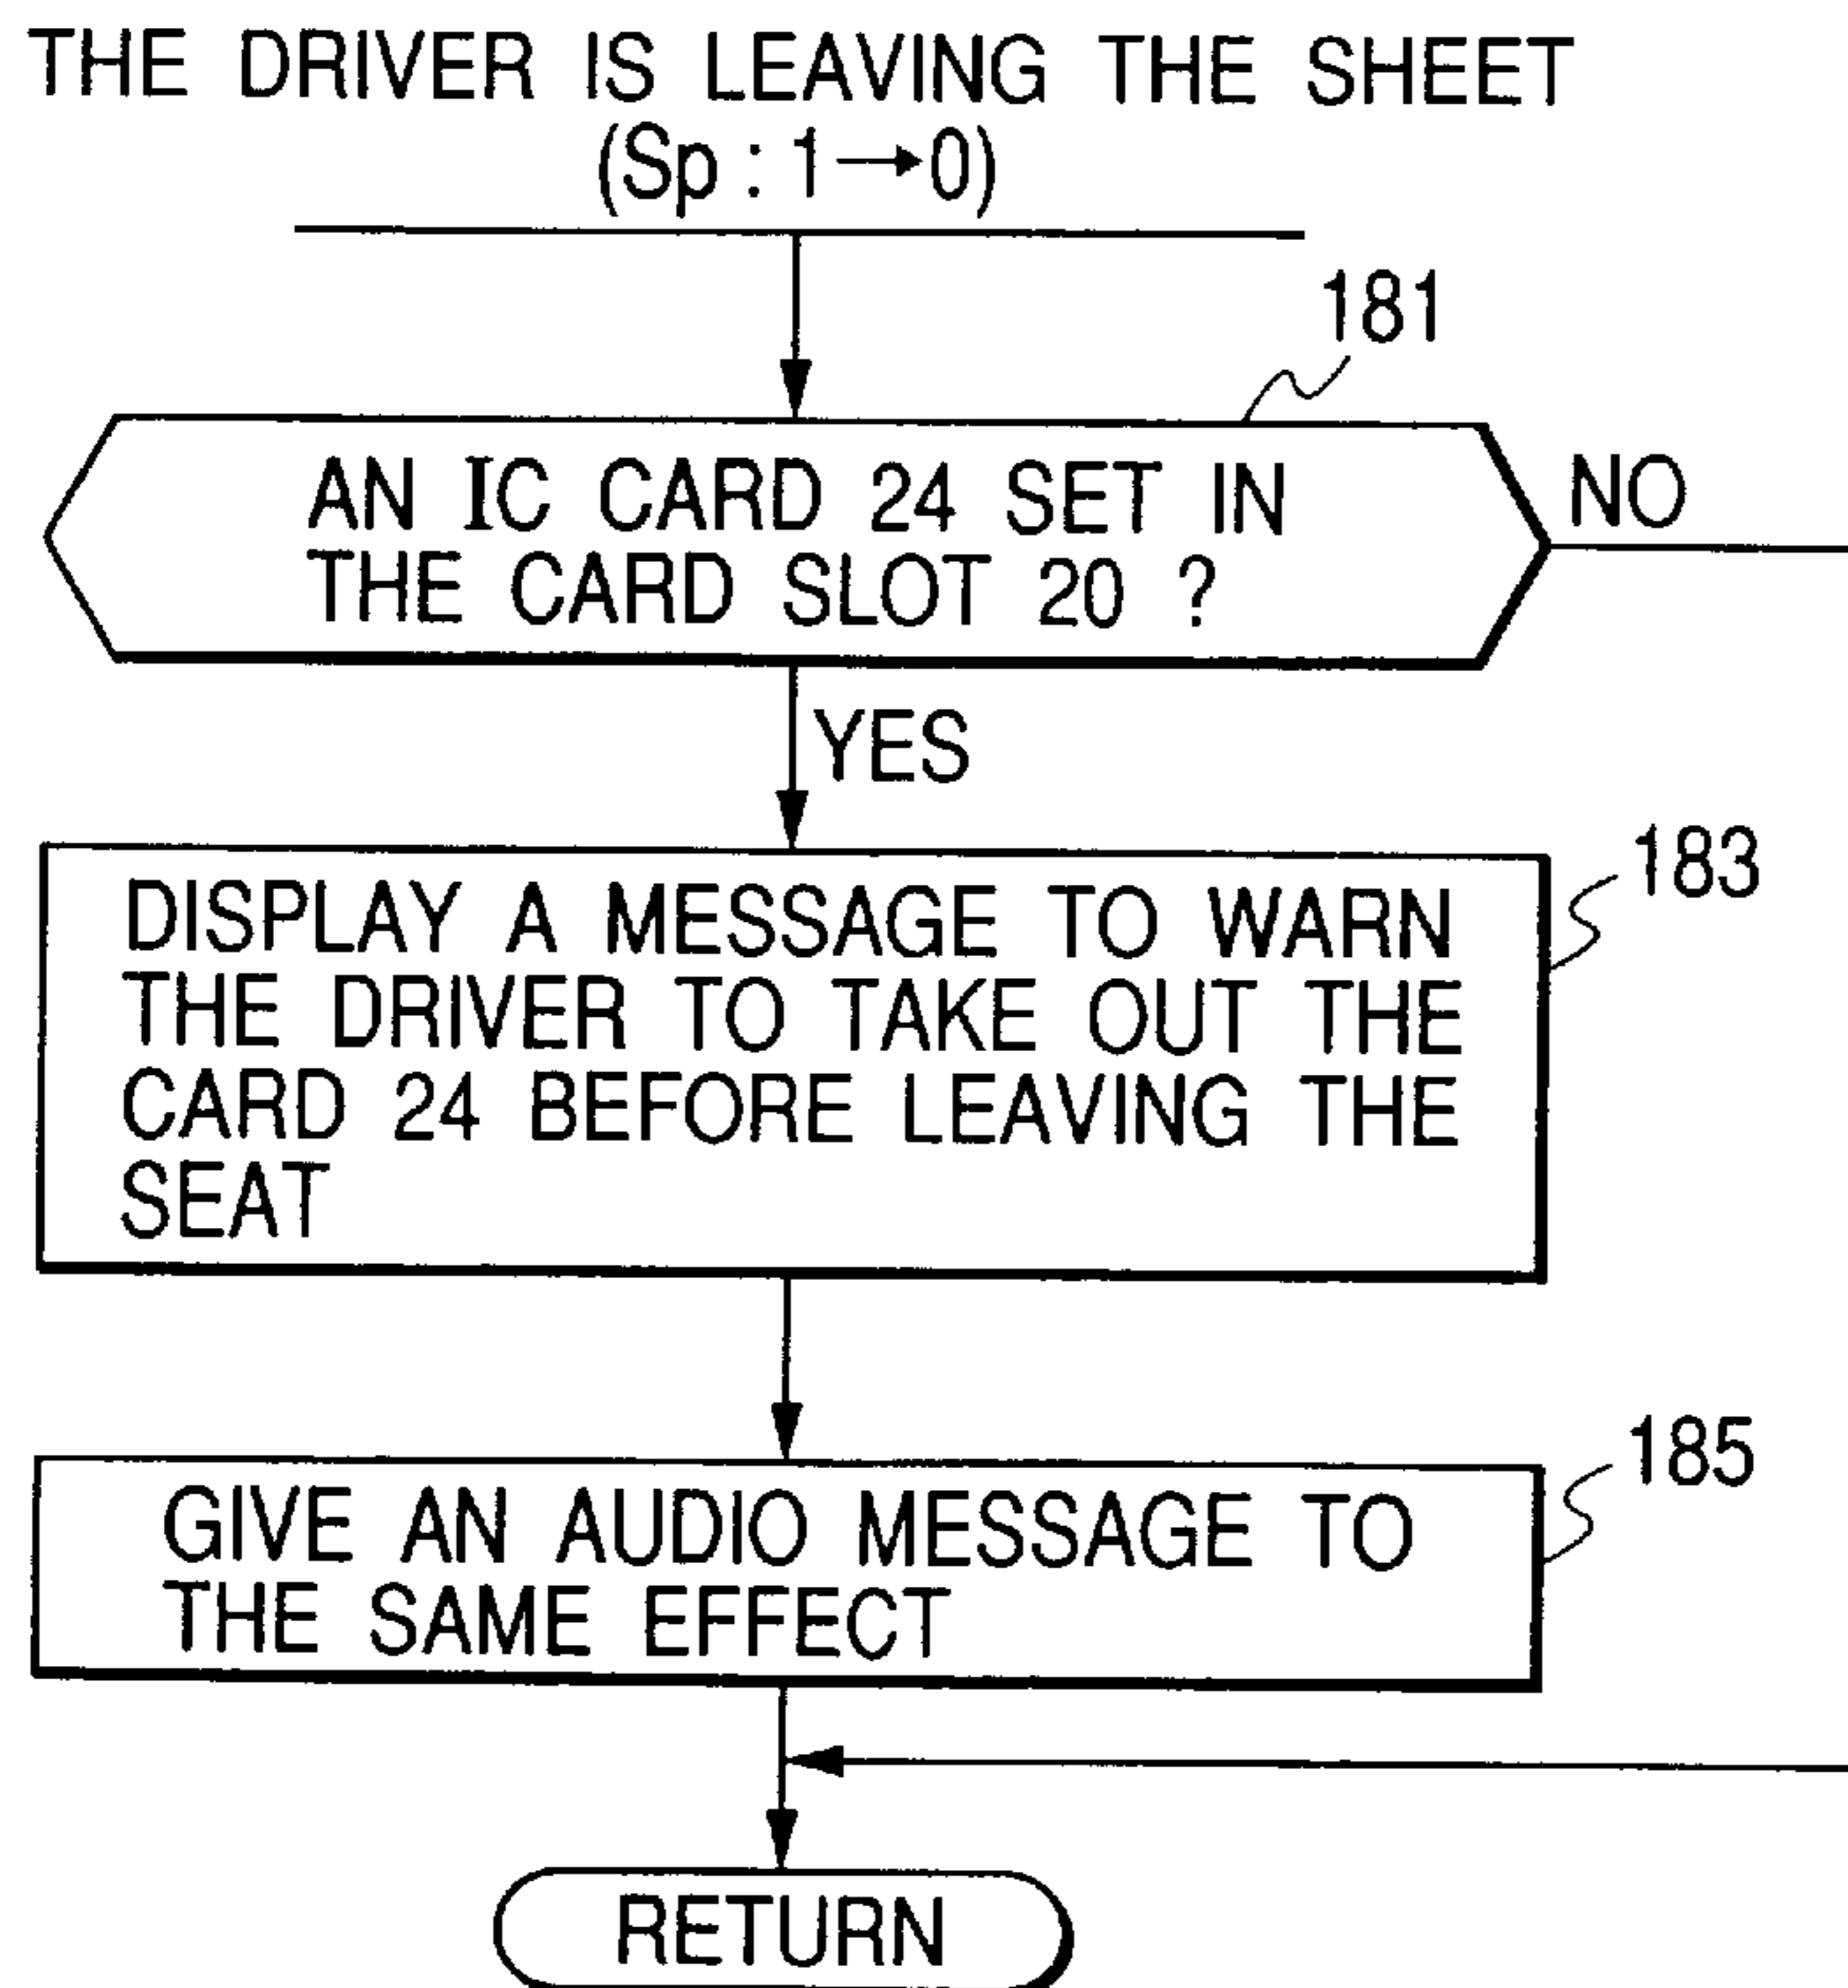 THE DRIVER IS LEAVING THE SHEET
(Sp : 1→0)
181
AN IC CARD 24 SET IN
THE CARD SLOT 20 ?
NO
YES
183
DISPLAY A MESSAGE TO WARN
THE DRIVER TO TAKE OUT THE
CARD 24 BEFORE LEAVING THE
SEAT
185
GIVE AN AUDIO MESSAGE TO
THE SAME EFFECT
RETURN